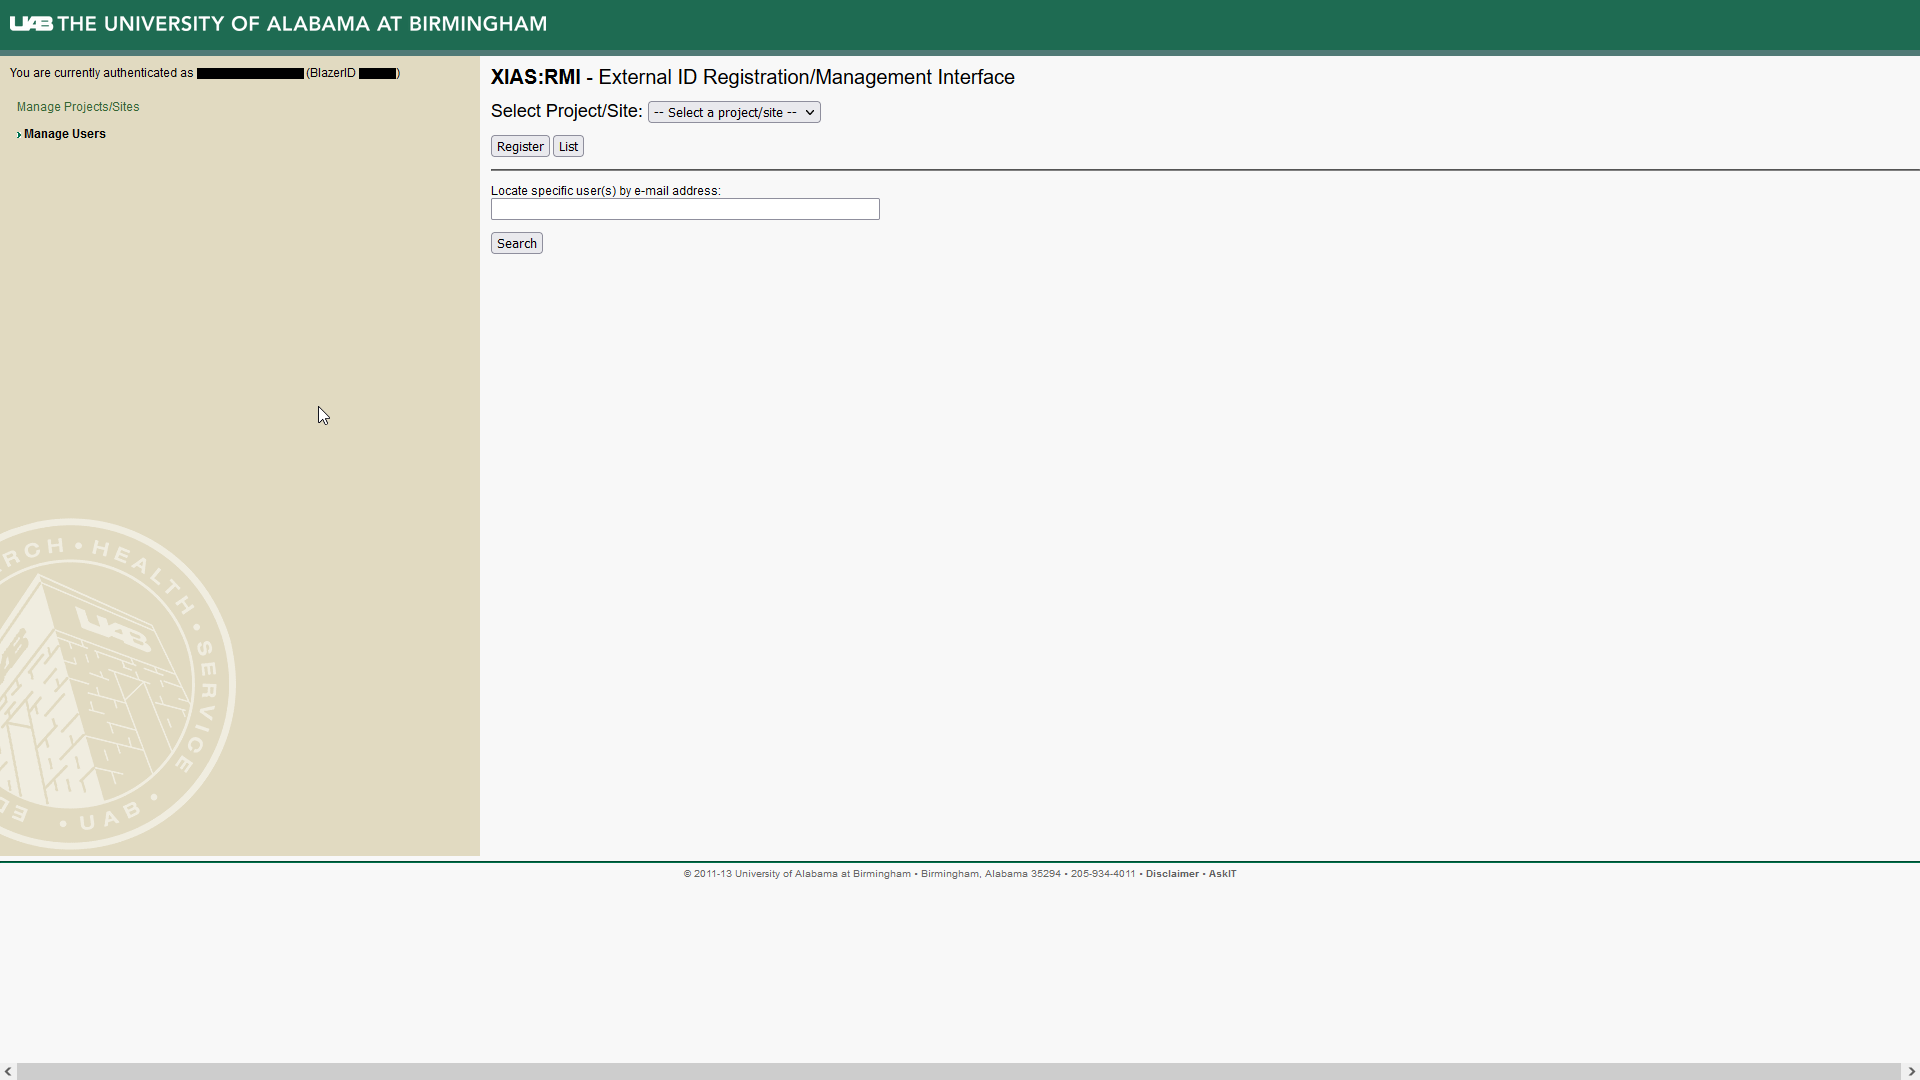 UAB THE UNIVERSITY OF ALABAMA AT BIRMINGHAM
You are currently authenticated as (BlazerID )
Manage Projects/Sites
› Manage Users
XIAS:RMI - External ID Registration/Management Interface
Select Project/Site: -- Select a project/site --
Register List
Locate specific user(s) by e-mail address:
Search
RCH • HEALTH • SERVICE • UAB • ED
UAB
© 2011-13 University of Alabama at Birmingham • Birmingham, Alabama 35294 • 205-934-4011 • Disclaimer • AskIT